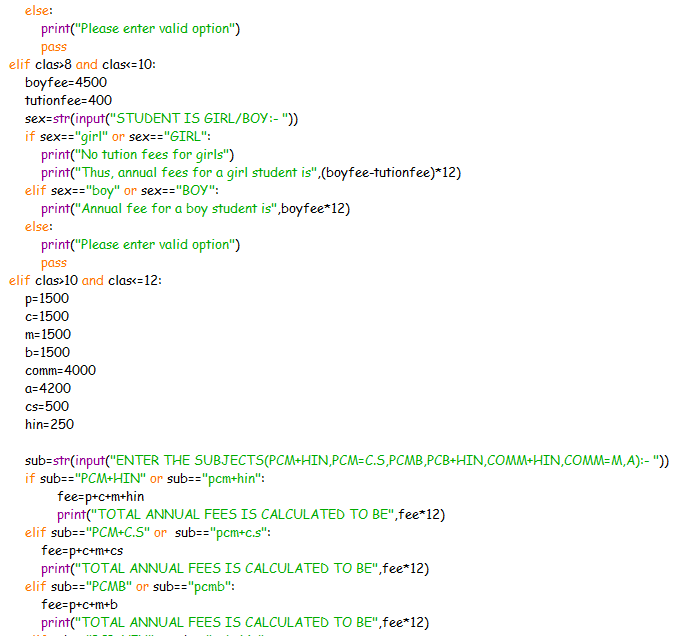 else:
print("Please enter valid option")
pass
elif clas>8 and clas<=10:
boyfee=4500
tutionfee=400
sex=str(input("STUDENT IS GIRL/BOY:- "))
if sex=="girl" or sex=="GIRL":
print("No tution fees for girls")
print("Thus, annual fees for a girl student is",(boyfee-tutionfee)*12)
elif sex=="boy" or sex=="BOY":
print("Annual fee for a boy student is",boyfee*12)
else:
print("Please enter valid option")
pass
elif clas>10 and clas<=12:
p=1500
c=1500
m=1500
b=1500
comm=4000
a=4200
cs=500
hin=250
sub=str(input("ENTER THE SUBJECTS(PCM+HIN,PCM=C.S,PCMB,PCB+HIN,COMM+HIN,COMM=M,A):- "))
if sub=="PCM+HIN" or sub=="pcm+hin":
fee=p+c+m+hin
print("TOTAL ANNUAL FEES IS CALCULATED TO BE",fee*12)
elif sub=="PCM+C.S" or  sub=="pcm+c.s":
fee=p+c+m+cs
print("TOTAL ANNUAL FEES IS CALCULATED TO BE",fee*12)
elif sub=="PCMB" or sub=="pcmb":
fee=p+c+m+b
print("TOTAL ANNUAL FEES IS CALCULATED TO BE",fee*12)